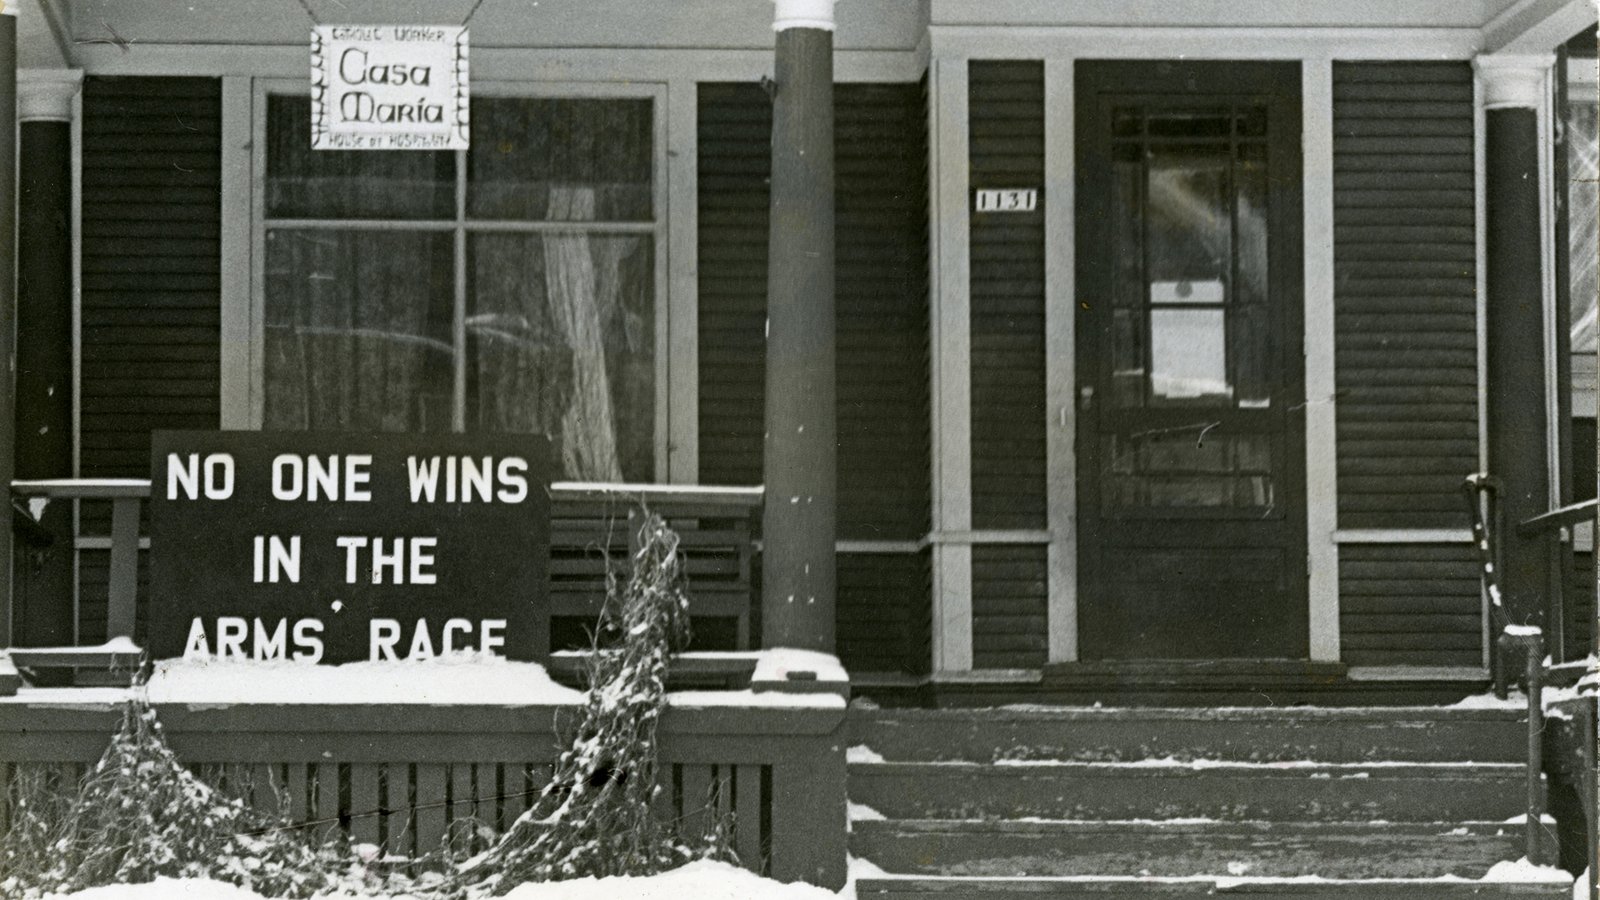 CATHOLIC WORKER
Casa
María
HOUSE OF HOSPITALITY
1131
NO ONE WINS
IN THE
ARMS RACE